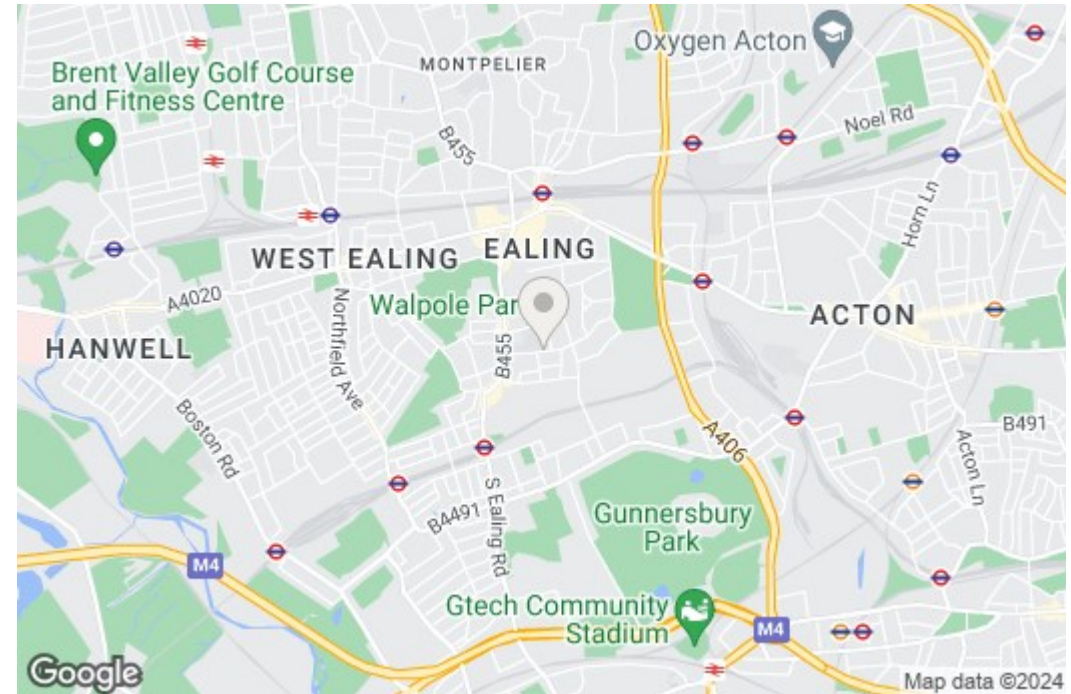 Oxygen Acton
MONTPELIER
Brent Valley Golf Course
and Fitness Centre
B455
Noel Rd
Horn Ln
WEST EALING
EALING
A4020
Walpole Par
ACTON
HANWELL
Northfield Ave
B455
Boston Rd
A406
B491
Acton Ln
B4491
S Ealing Rd
Gunnersbury
Park
M4
Gtech Community
Stadium
M4
Google
Map data ©2024